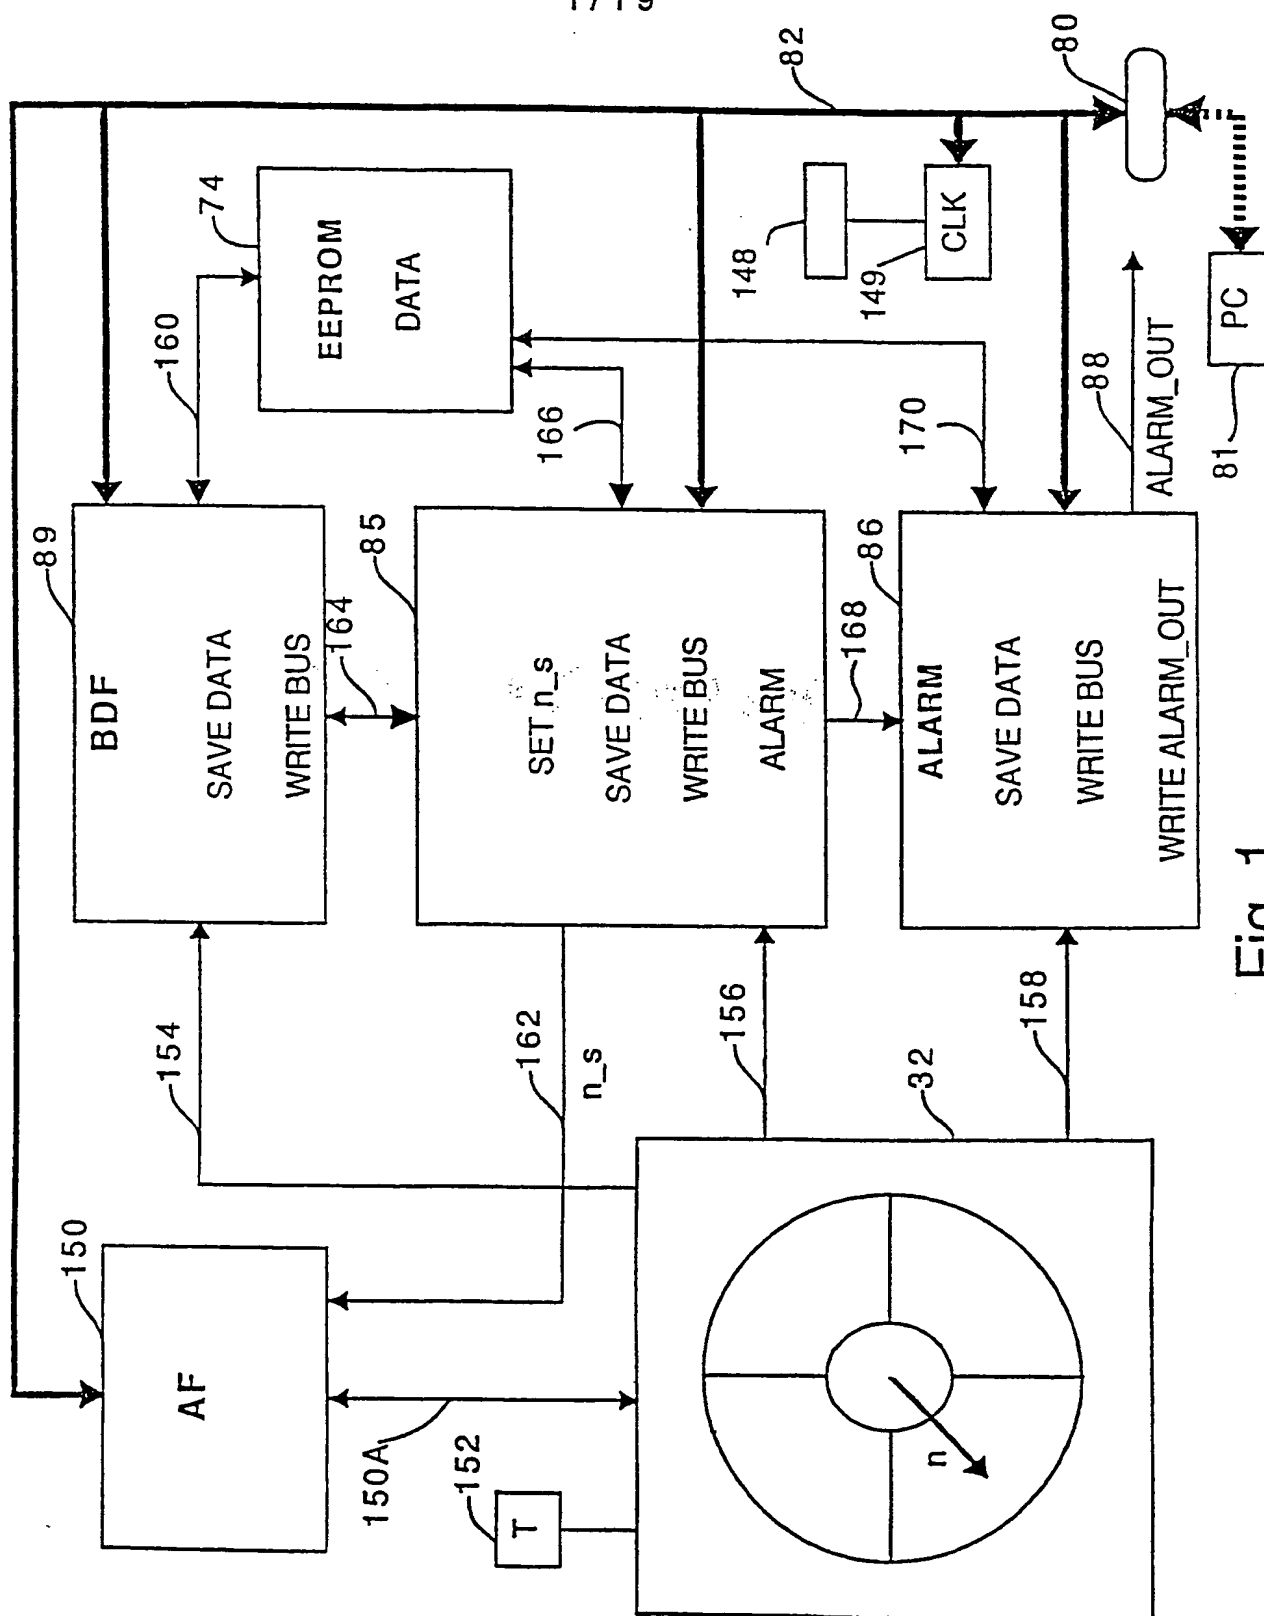 1/19
150
AF
150A
152
T
154
162
n_s
156
32
158
n
89
BDF
SAVE DATA
WRITE BUS
164
85
SET n_s
SAVE DATA
WRITE BUS
ALARM
168
86
ALARM
SAVE DATA
WRITE BUS
WRITE ALARM_OUT
160
74
EEPROM
DATA
166
170
148
149
CLK
82
80
88
ALARM_OUT
81
PC
Fig. 1